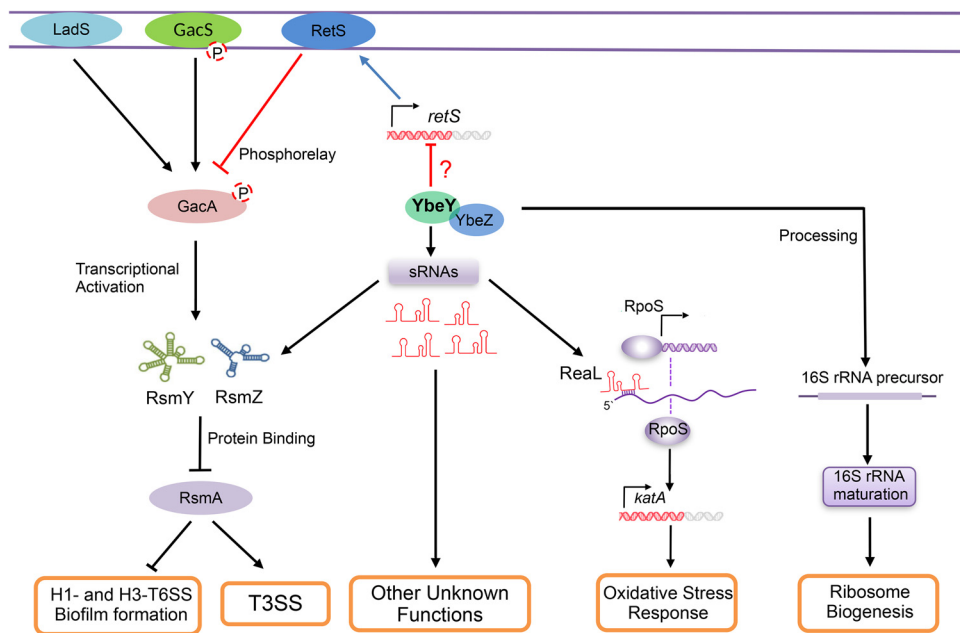 LadS
GacS
RetS
P
retS
?
Phosphorelay
P
GacA
YbeY
YbeZ
Processing
Transcriptional
Activation
sRNAs
RpoS
ReaL
5`
16S rRNA precursor
RsmY
RsmZ
RpoS
Protein Binding
16S rRNA
maturation
RsmA
katA
H1- and H3-T6SS
Biofilm formation
T3SS
Other Unknown
Functions
Oxidative Stress
Response
Ribosome
Biogenesis